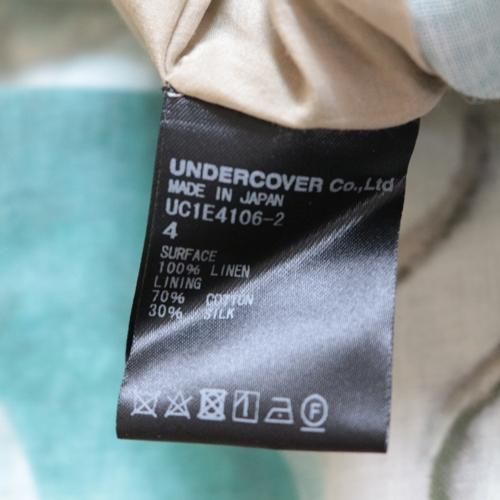 UNDERCOVER Co.,Ltd
MADE IN JAPAN
UC1E4106-2
4
SURFACE
100% LINEN
LINING
70% COTTON
30% SILK
F